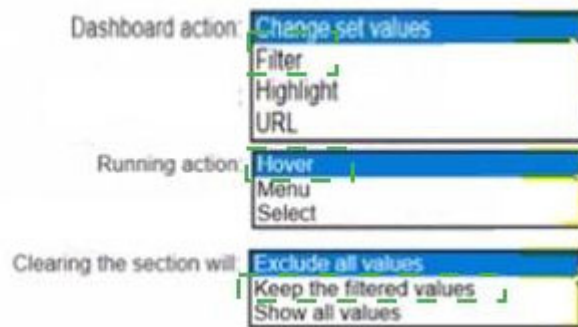 Dashboard action: Change set values
Filter
Highlight
URL
Running action: Hover
Menu
Select
Clearing the section will: Exclude all values
Keep the filtered values
Show all values